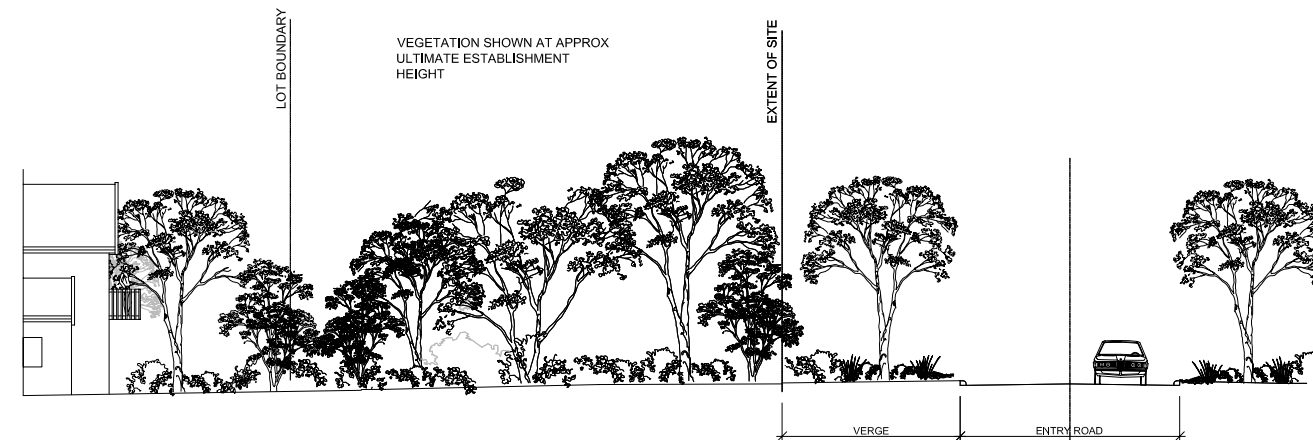 LOT BOUNDARY
VEGETATION SHOWN AT APPROX
ULTIMATE ESTABLISHMENT
HEIGHT
EXTENT OF SITE
VERGE
ENTRY ROAD